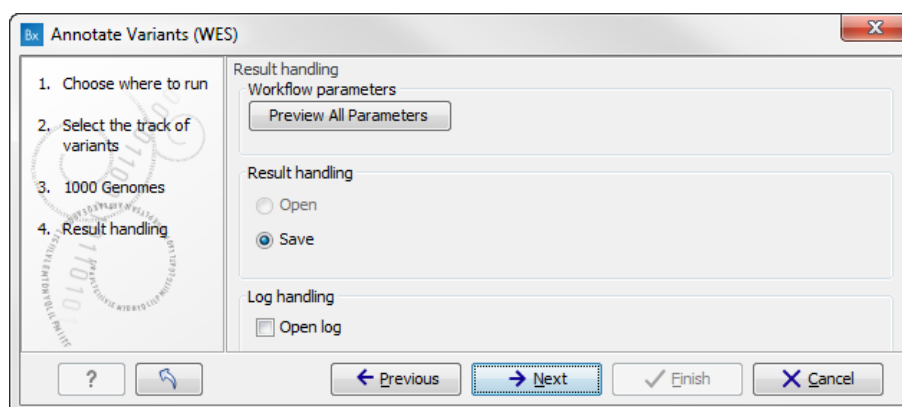 Bx Annotate Variants (WES)
1. Choose where to run
2. Select the track of
variants
3. 1000 Genomes
4. Result handling
Result handling
Workflow parameters
Preview All Parameters
Result handling
Open
Save
Log handling
Open log
?
Previous
Next
Finish
Cancel